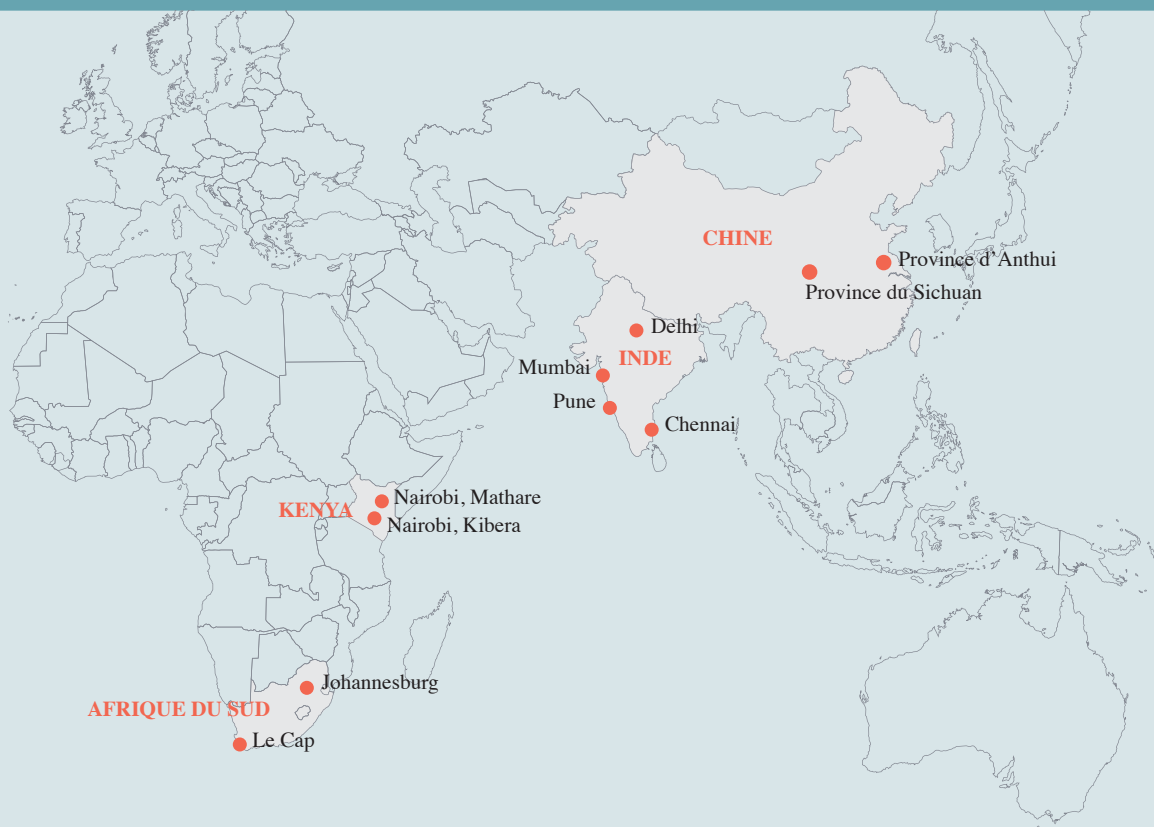 CHINE
Province d'Anthui
Province du Sichuan
Delhi
INDE
Mumbai
Pune
Chennai
Nairobi, Mathare
KENYA
Nairobi, Kibera
Johannesburg
AFRIQUE DU SUD
Le Cap